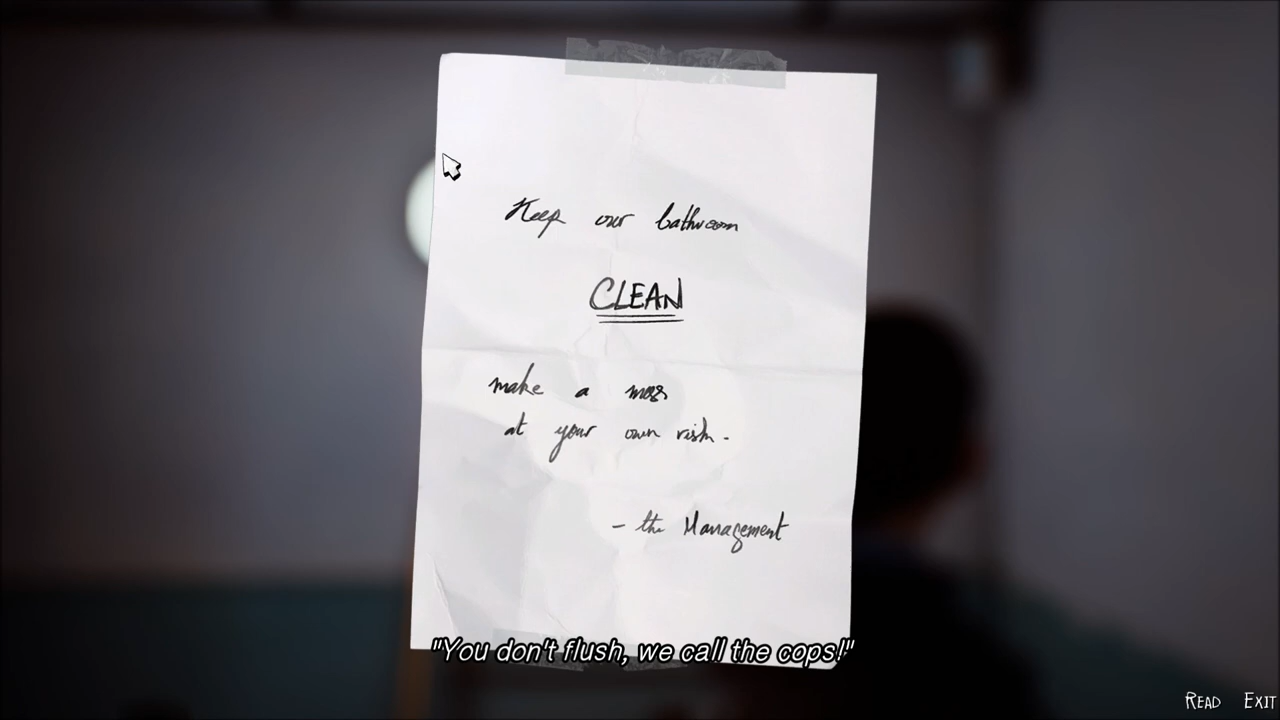 Keep our bathroom
CLEAN
make a mess
at your own risk.
- the Management
"You don't flush, we call the cops!"
READ EXIT